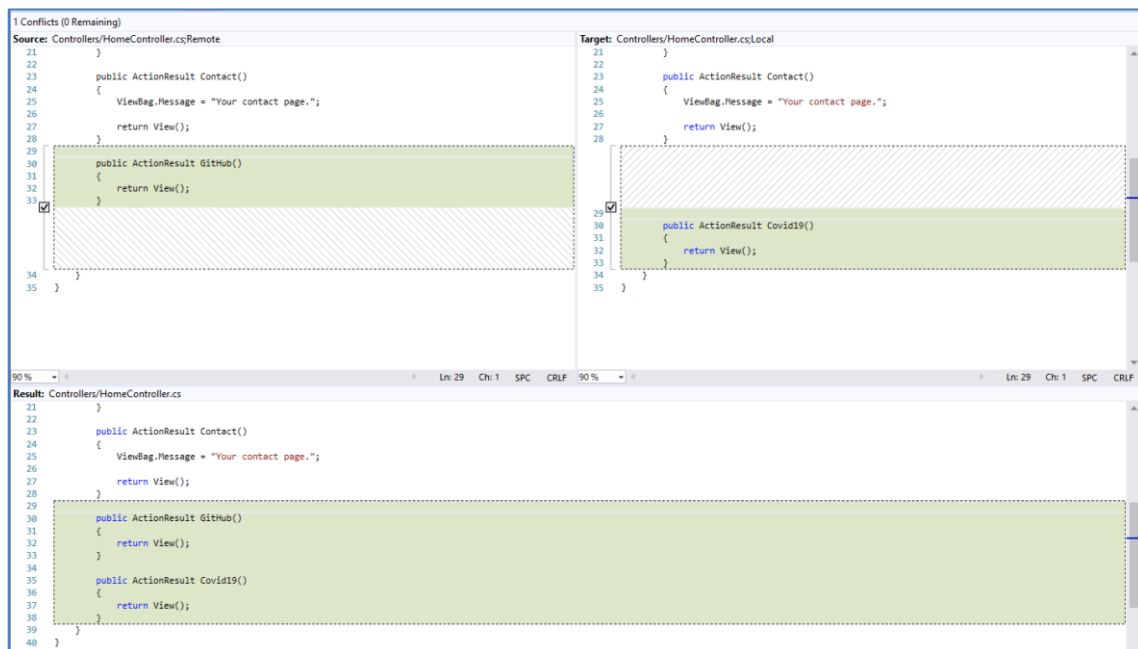 1 Conflicts (0 Remaining)
Source: Controllers/HomeController.cs;Remote
21 }
22
23 public ActionResult Contact()
24 {
25 ViewBag.Message = "Your contact page.";
26
27 return View();
28 }
29
30 public ActionResult GitHub()
31 {
32 return View();
33 }
34 }
35 }
90 %
Ln: 29 Ch: 1 SPC CRLF
Target: Controllers/HomeController.cs;Local
21 }
22
23 public ActionResult Contact()
24 {
25 ViewBag.Message = "Your contact page.";
26
27 return View();
28 }
29
30 public ActionResult Covid19()
31 {
32 return View();
33 }
34 }
35 }
90 %
Ln: 29 Ch: 1 SPC CRLF
Result: Controllers/HomeController.cs
21 }
22
23 public ActionResult Contact()
24 {
25 ViewBag.Message = "Your contact page.";
26
27 return View();
28 }
29
30 public ActionResult GitHub()
31 {
32 return View();
33 }
34
35 public ActionResult Covid19()
36 {
37 return View();
38 }
39 }
40 }